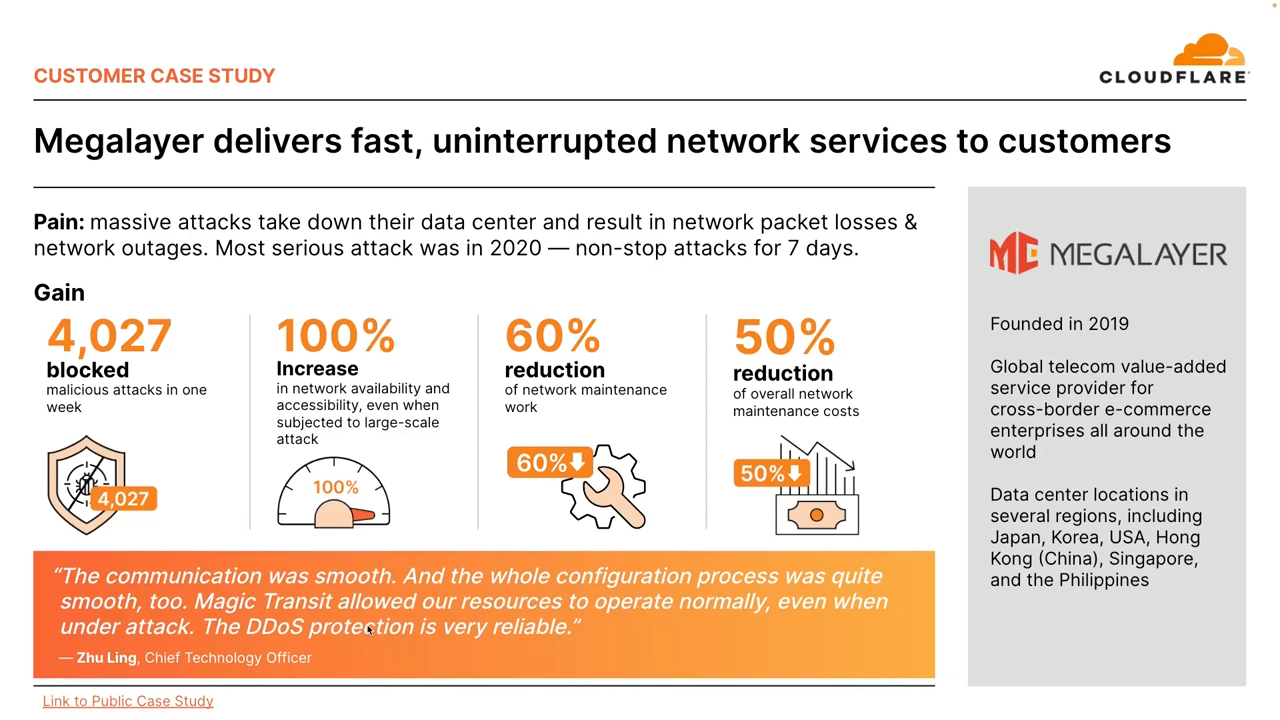 CUSTOMER CASE STUDY
CLOUDFLARE
Megalayer delivers fast, uninterrupted network services to customers
Pain: massive attacks take down their data center and result in network packet losses &
network outages. Most serious attack was in 2020 — non-stop attacks for 7 days.
Gain
4,027
blocked
malicious attacks in one
week
4,027
100%
Increase
in network availability and
accessibility, even when
subjected to large-scale
attack
100%
60%
reduction
of network maintenance
work
60%
50%
reduction
of overall network
maintenance costs
50%
“The communication was smooth. And the whole configuration process was quite
smooth, too. Magic Transit allowed our resources to operate normally, even when
under attack. The DDoS protection is very reliable.”
— Zhu Ling, Chief Technology Officer
Link to Public Case Study
MEGALAYER
Founded in 2019
Global telecom value-added
service provider for
cross-border e-commerce
enterprises all around the
world
Data center locations in
several regions, including
Japan, Korea, USA, Hong
Kong (China), Singapore,
and the Philippines